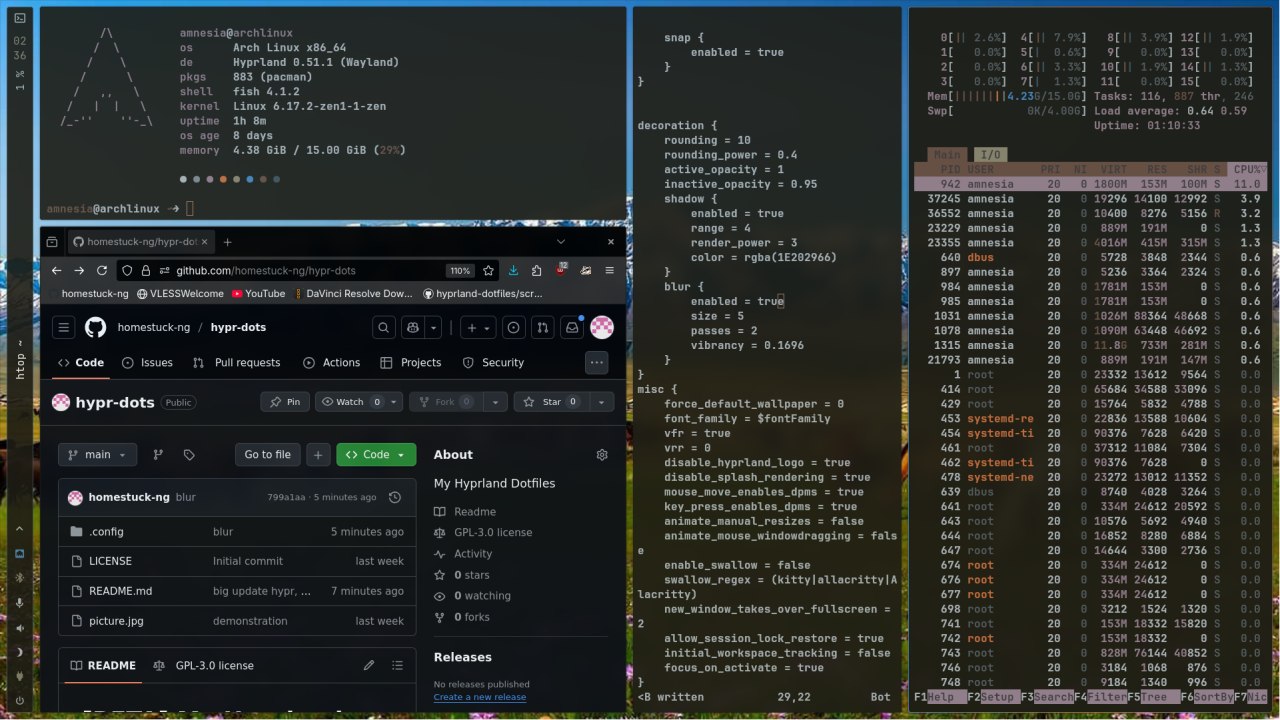 02
36
1
htop ~
amnesia@archlinux
os Arch Linux x86_64
de Hyprland 0.51.1 (Wayland)
pkgs 883 (pacman)
shell fish 4.1.2
kernel Linux 6.17.2-zen1-1-zen
uptime 1h 8m
os age 8 days
memory 4.38 GiB / 15.00 GiB (29%)
amnesia@archlinux →
homestuck-ng/hypr-dot
github.com/homestuck-ng/hypr-dots 110% 12
homestuck-ng VLESSWelcome YouTube DaVinci Resolve Dow... hyprland-dotfiles/scr...
homestuck-ng / hypr-dots
Code Issues Pull requests Actions Projects Security
hypr-dots Public Pin Watch 0 Fork 0 Star 0
main Go to file Code
homestuck-ng blur 799a1aa · 5 minutes ago
.config blur 5 minutes ago
LICENSE Initial commit last week
README.md big update hypr, ... 7 minutes ago
picture.jpg demonstration last week
README GPL-3.0 license
About
My Hyprland Dotfiles
Readme
GPL-3.0 license
Activity
0 stars
0 watching
0 forks
Releases
No releases published
Create a new release
snap {
enabled = true
}
}
decoration {
rounding = 10
rounding_power = 0.4
active_opacity = 1
inactive_opacity = 0.95
shadow {
enabled = true
range = 4
render_power = 3
color = rgba(1E202966)
}
blur {
enabled = true
size = 5
passes = 2
vibrancy = 0.1696
}
}
misc {
force_default_wallpaper = 0
font_family = $fontFamily
vfr = true
vrr = 0
disable_hyprland_logo = true
disable_splash_rendering = true
mouse_move_enables_dpms = true
key_press_enables_dpms = true
animate_manual_resizes = false
animate_mouse_windowdragging = fals
e
enable_swallow = false
swallow_regex = (kitty|allacritty|A
lacritty)
new_window_takes_over_fullscreen =
2
allow_session_lock_restore = true
initial_workspace_tracking = false
focus_on_activate = true
}
<B written 29,22 Bot
0[|| 2.6%] 4[|| 7.9%] 8[|| 3.9%] 12[|| 1.9%]
1[ 0.0%] 5[| 0.6%] 9[ 0.0%] 13[ 0.0%]
2[ 0.0%] 6[|| 3.3%] 10[|| 1.9%] 14[|| 1.3%]
3[ 0.0%] 7[| 1.3%] 11[ 0.0%] 15[ 0.0%]
Mem[||||||||4.23G/15.0G] Tasks: 116, 887 thr, 246
Swp[ 0K/4.00G] Load average: 0.64 0.59
Uptime: 01:10:33
Main I/O
PID USER PRI NI VIRT RES SHR S CPU%▽
942 amnesia 20 0 1800M 153M 100M S 11.0
37245 amnesia 20 0 19296 14100 12992 S 3.9
36552 amnesia 20 0 10400 8276 5156 R 3.2
23229 amnesia 20 0 889M 191M S 1.3
23355 amnesia 20 0 4016M 415M 315M S 1.3
640 dbus 20 0 5728 3848 2344 S 0.6
897 amnesia 20 0 5236 3364 2324 S 0.6
984 amnesia 20 0 1781M 153M 0 S 0.6
985 amnesia 20 0 1781M 153M 0 S 0.6
1031 amnesia 20 0 1026M 88364 48668 S 0.6
1078 amnesia 20 0 1090M 63448 46692 S 0.6
1315 amnesia 20 0 11.8G 733M 281M S 0.6
21793 amnesia 20 0 889M 191M 147M S 0.6
1 root 20 0 23332 13612 9564 S 0.0
414 root 20 0 65684 34588 33096 S 0.0
429 root 20 0 15764 5832 4788 S 0.0
453 systemd-re 20 0 22836 13588 10604 S 0.0
454 systemd-ti 20 0 90376 7628 6420 S 0.0
461 root 20 0 37312 11084 7304 S 0.0
462 systemd-ti 20 0 90376 7628 0 S 0.0
478 systemd-ne 20 0 23272 13012 11352 S 0.0
639 dbus 20 0 8740 4028 3264 S 0.0
641 root 20 0 334M 24612 20592 S 0.0
643 root 20 0 10576 5692 4940 S 0.0
644 root 20 0 16852 8280 6884 S 0.0
647 root 20 0 14644 3300 2736 S 0.0
674 root 20 0 334M 24612 0 S 0.0
676 root 20 0 334M 24612 0 S 0.0
677 root 20 0 334M 24612 0 S 0.0
698 root 20 0 3212 1524 1320 S 0.0
741 root 20 0 153M 18332 15820 S 0.0
742 root 20 0 153M 18332 0 S 0.0
743 root 20 0 828M 76144 40852 S 0.0
746 root 20 0 3184 1068 876 S 0.0
748 root 20 0 9184 1340 996 S 0.0
F1Help F2Setup F3SearchF4FilterF5Tree F6SortByF7Nic